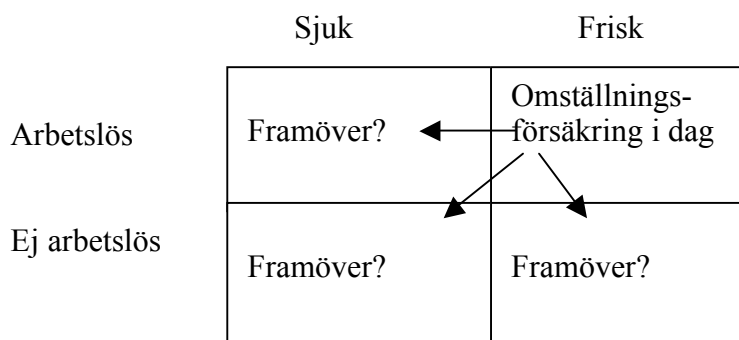 Sjuk Frisk
Arbetslös
Framöver?
Omställnings-
försäkring i dag
Ej arbetslös
Framöver?
Framöver?